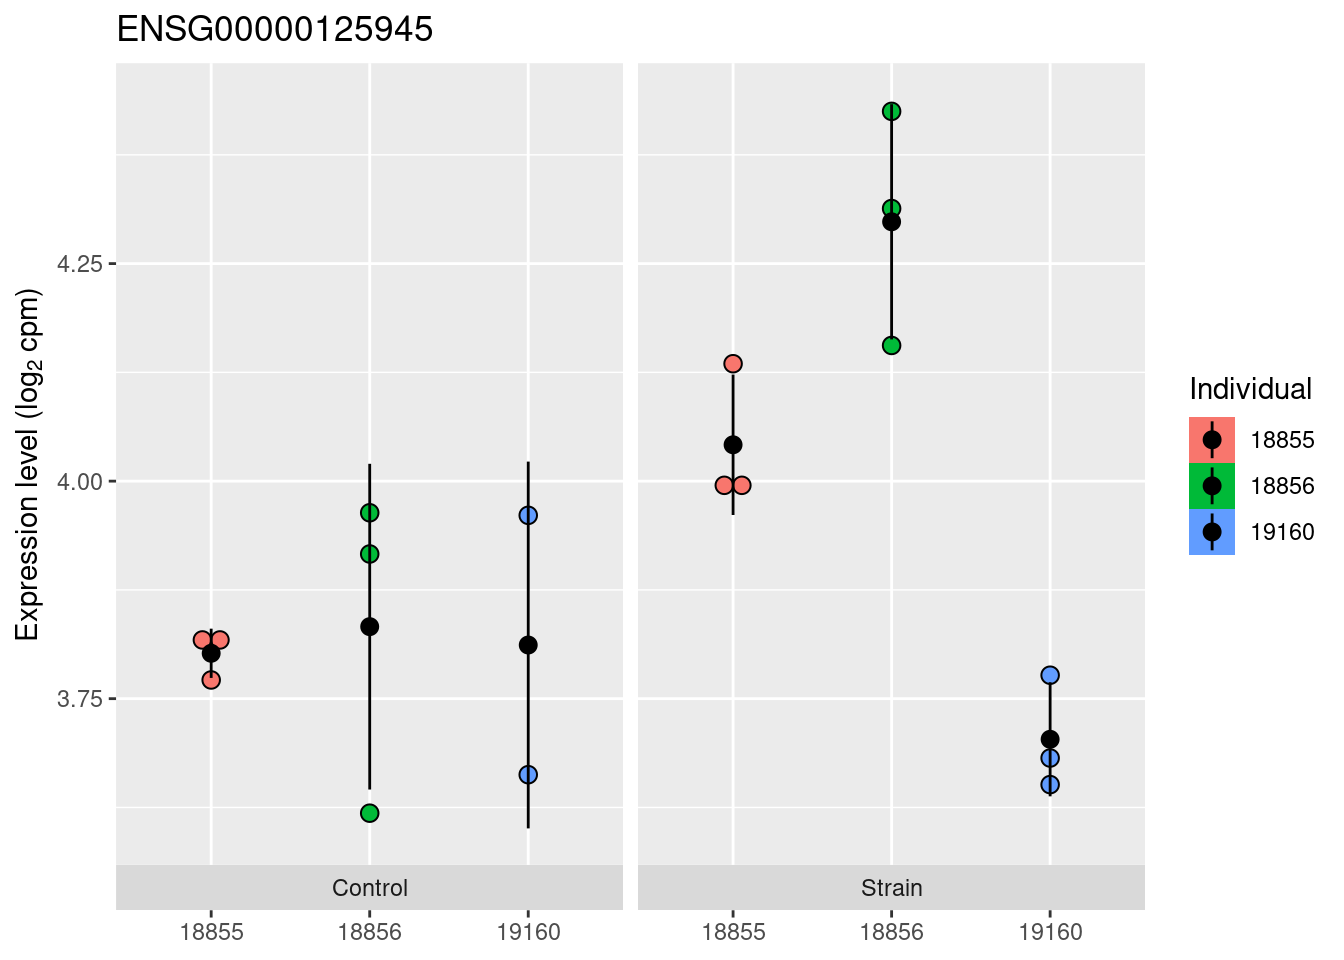 ENSG00000125945
Expression level (log₂ cpm)
4.25
4.00
3.75
Control
Strain
18855
18856
19160
18855
18856
19160
Individual
18855
18856
19160